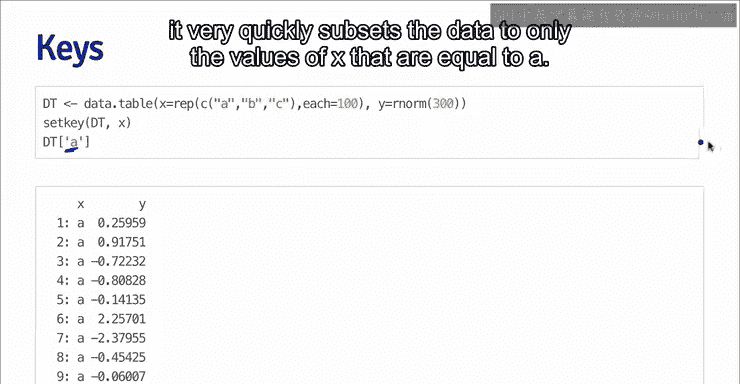 it very quickly subsets the data to only
the values of x that are equal to a.
Keys
DT <- data.table(x=rep(c("a","b","c"),each=100), y=rnorm(300))
setkey(DT, x)
DT['a']
x y
1: a 0.25959
2: a 0.91751
3: a -0.72232
4: a -0.80828
5: a -0.14135
6: a 2.25701
7: a -2.37955
8: a -0.45425
9: a -0.06007